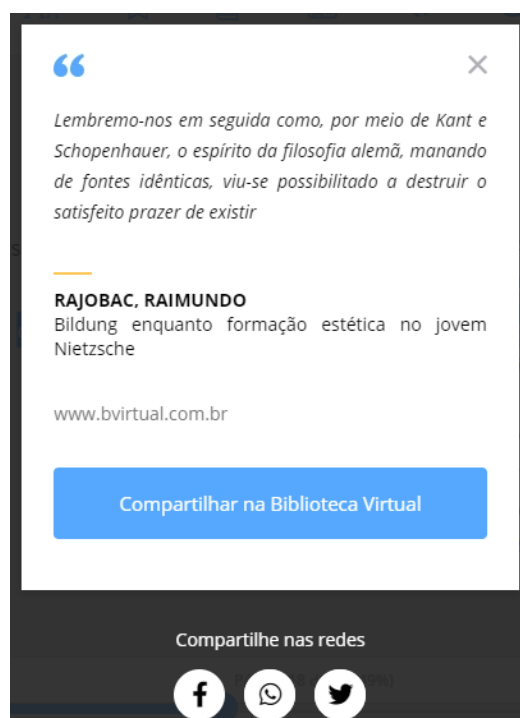 “
Lembremo-nos em seguida como, por meio de Kant e
Schopenhauer, o espírito da filosofia alemã, manando
de fontes idênticas, viu-se possibilitado a destruir o
satisfeito prazer de existir
RAJOBAC, RAIMUNDO
Bildung enquanto formação estética no jovem
Nietzsche
www.bvirtual.com.br
Compartilhar na Biblioteca Virtual
Compartilhe nas redes